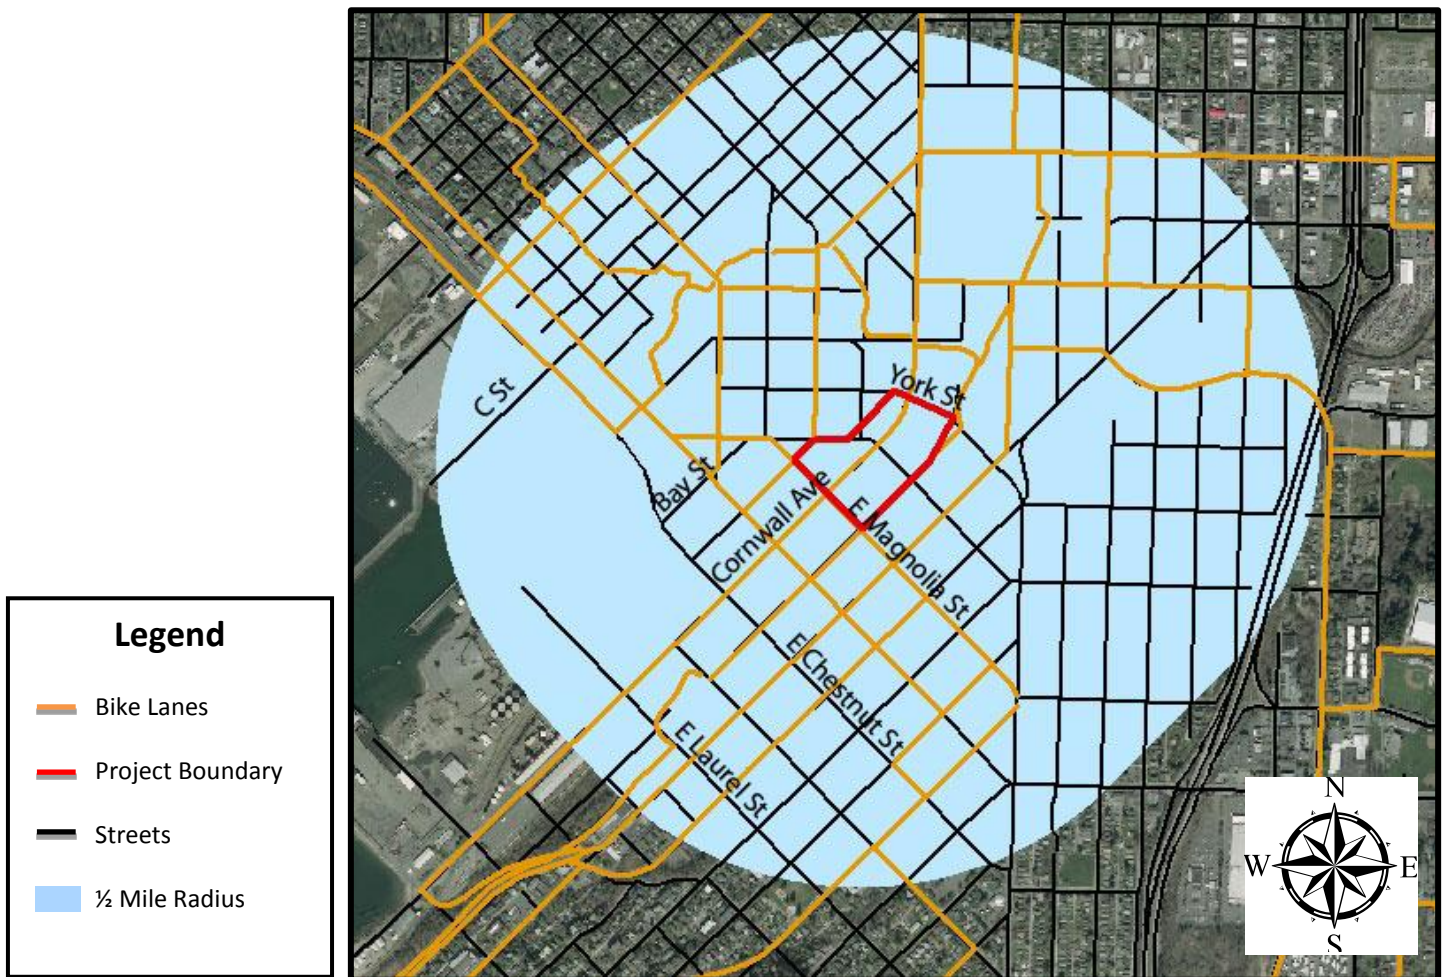 York St
C St
Bay St
Cornwall Ave
E Magnolia St
E Chestnut St
E Laurel St
Legend
Bike Lanes
Project Boundary
Streets
½ Mile Radius
N
W E
S